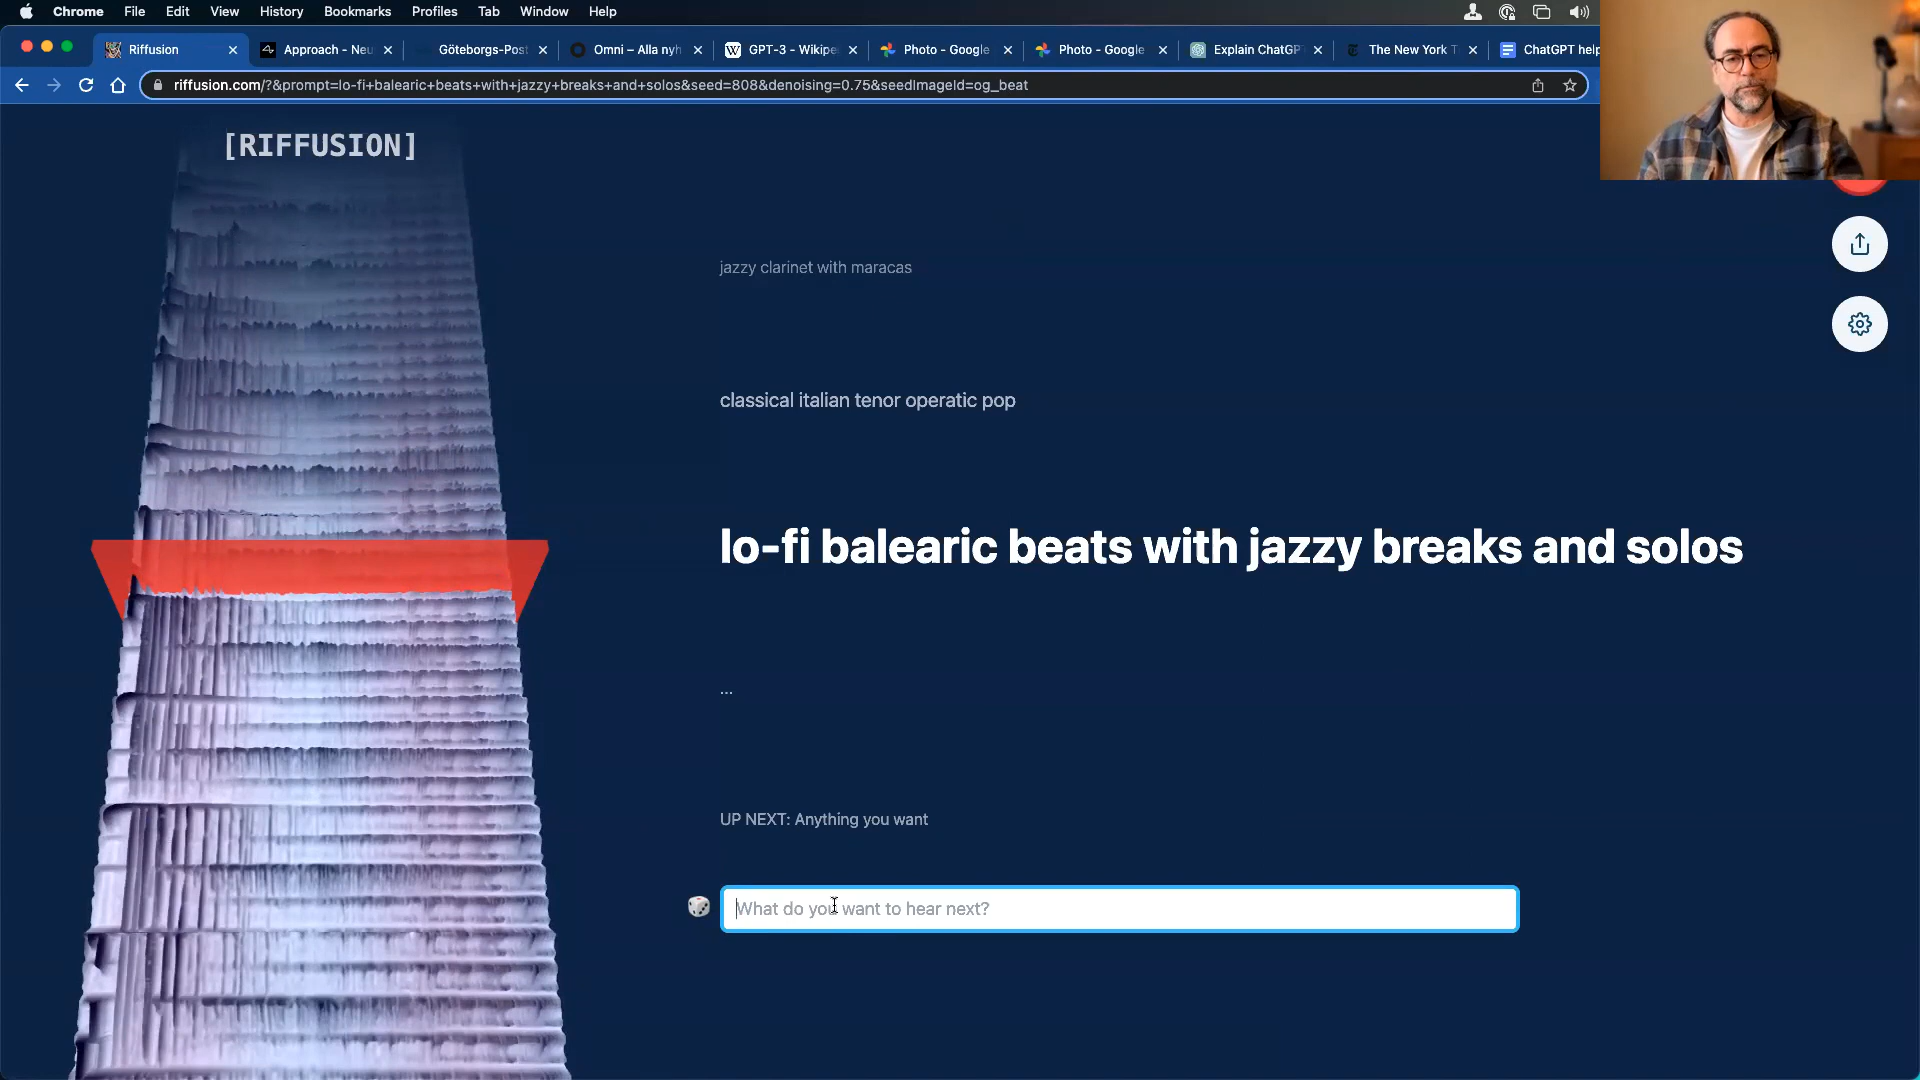 Chrome File Edit View History Bookmarks Profiles Tab Window Help
Riffusion
Approach - Neu
Göteborgs-Post
Omni – Alla nyh
GPT-3 - Wikipe
Photo - Google
Photo - Google
Explain ChatGP
The New York T
ChatGPT help
riffusion.com/?&prompt=lo-fi+balearic+beats+with+jazzy+breaks+and+solos&seed=808&denoising=0.75&seedImageId=og_beat
[RIFFUSION]
jazzy clarinet with maracas
classical italian tenor operatic pop
lo-fi balearic beats with jazzy breaks and solos
...
UP NEXT: Anything you want
What do you want to hear next?